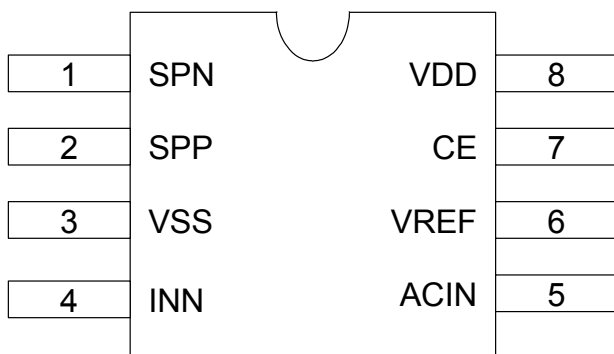 1 SPN VDD 8
2 SPP CE 7
3 VSS VREF 6
4 INN ACIN 5